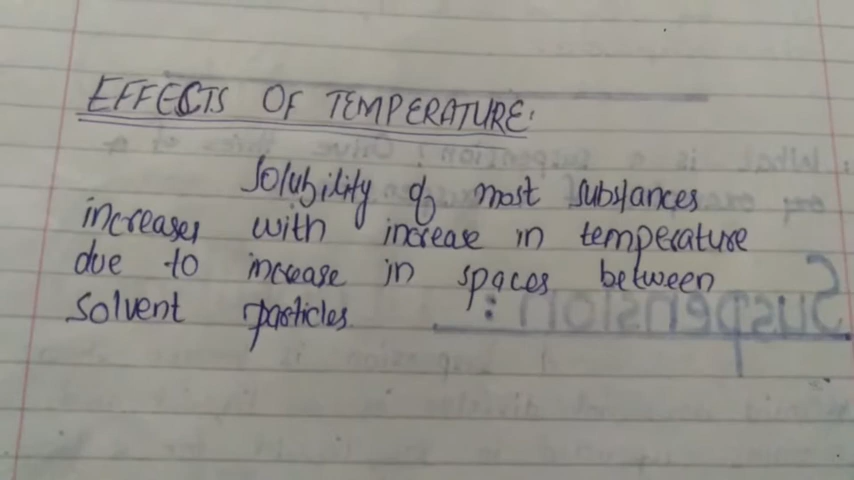 EFFECTS OF TEMPERATURE:
Solubility of most substances
increases with increase in temperature
due to increase in spaces between
solvent particles.
Suspension: